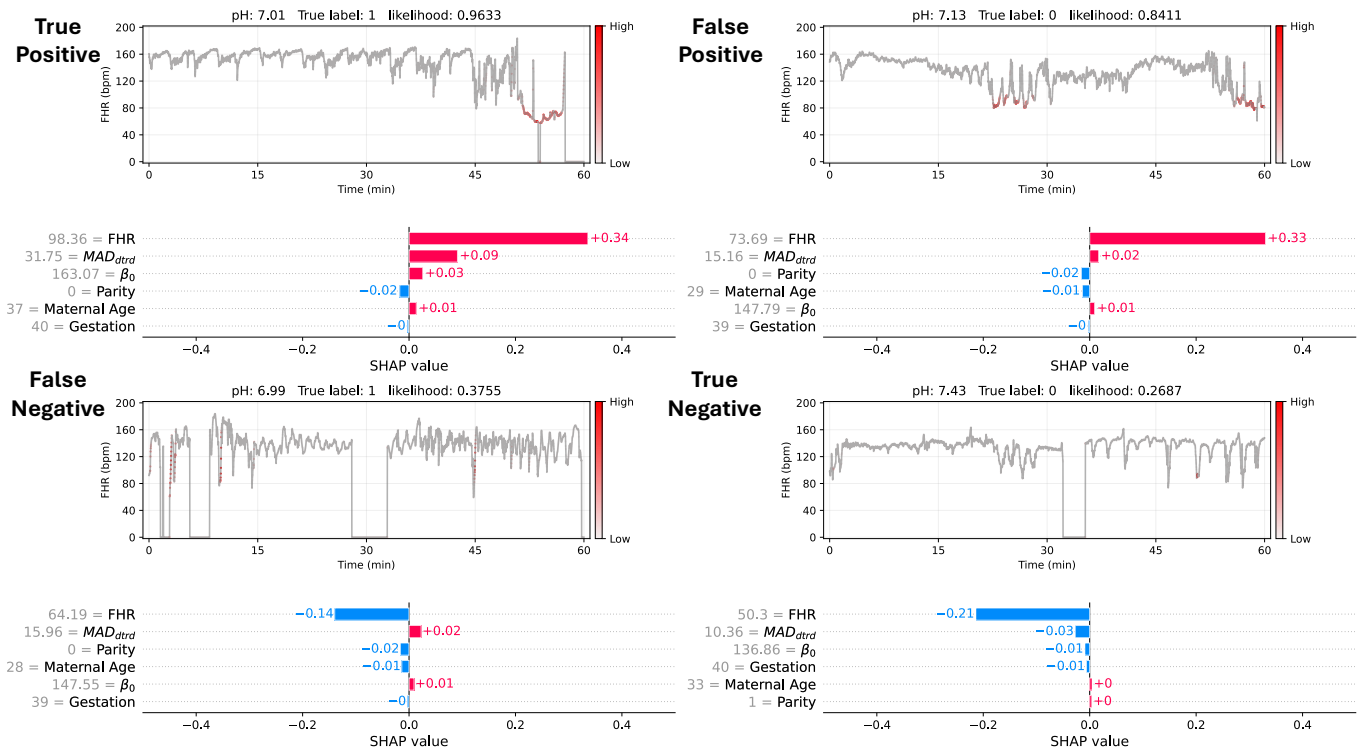 True Positive
pH: 7.01 True label: 1 likelihood: 0.9633
200
160
120
80
40
0
FHR (bpm)
0 15 30 45 60
Time (min)
High
Low
98.36 = FHR +0.34
31.75 = MAD_dtrd +0.09
163.07 = β₀ +0.03
0 = Parity −0.02
37 = Maternal Age +0.01
40 = Gestation −0
−0.4 −0.2 0.0 0.2 0.4
SHAP value
False Positive
pH: 7.13 True label: 0 likelihood: 0.8411
200
160
120
80
40
0
FHR (bpm)
0 15 30 45 60
Time (min)
High
Low
73.69 = FHR +0.33
15.16 = MAD_dtrd +0.02
0 = Parity −0.02
29 = Maternal Age −0.01
147.79 = β₀ +0.01
39 = Gestation −0
−0.4 −0.2 0.0 0.2 0.4
SHAP value
False Negative
pH: 6.99 True label: 1 likelihood: 0.3755
200
160
120
80
40
0
FHR (bpm)
0 15 30 45 60
Time (min)
High
Low
64.19 = FHR −0.14
15.96 = MAD_dtrd +0.02
0 = Parity −0.02
28 = Maternal Age −0.01
147.55 = β₀ +0.01
39 = Gestation −0
−0.4 −0.2 0.0 0.2 0.4
SHAP value
True Negative
pH: 7.43 True label: 0 likelihood: 0.2687
200
160
120
80
40
0
FHR (bpm)
0 15 30 45 60
Time (min)
High
Low
50.3 = FHR −0.21
10.36 = MAD_dtrd −0.03
136.86 = β₀ −0.01
40 = Gestation −0.01
33 = Maternal Age +0
1 = Parity +0
−0.4 −0.2 0.0 0.2 0.4
SHAP value